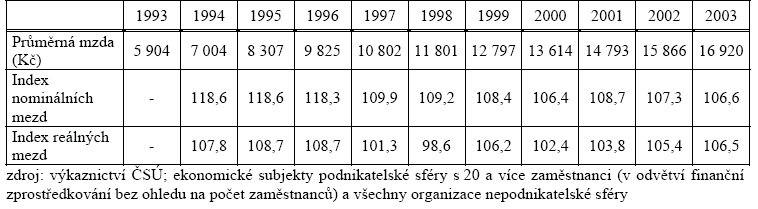 1993 1994 1995 1996 1997 1998 1999 2000 2001 2002 2003
Průměrná mzda (Kč) 5 904 7 004 8 307 9 825 10 802 11 801 12 797 13 614 14 793 15 866 16 920
Index nominálních mezd - 118,6 118,6 118,3 109,9 109,2 108,4 106,4 108,7 107,3 106,6
Index reálných mezd - 107,8 108,7 108,7 101,3 98,6 106,2 102,4 103,8 105,4 106,5
zdroj: výkaznictví ČSÚ; ekonomické subjekty podnikatelské sféry s 20 a více zaměstnanci (v odvětví finanční
zprostředkování bez ohledu na počet zaměstnanců) a všechny organizace nepodnikatelské sféry